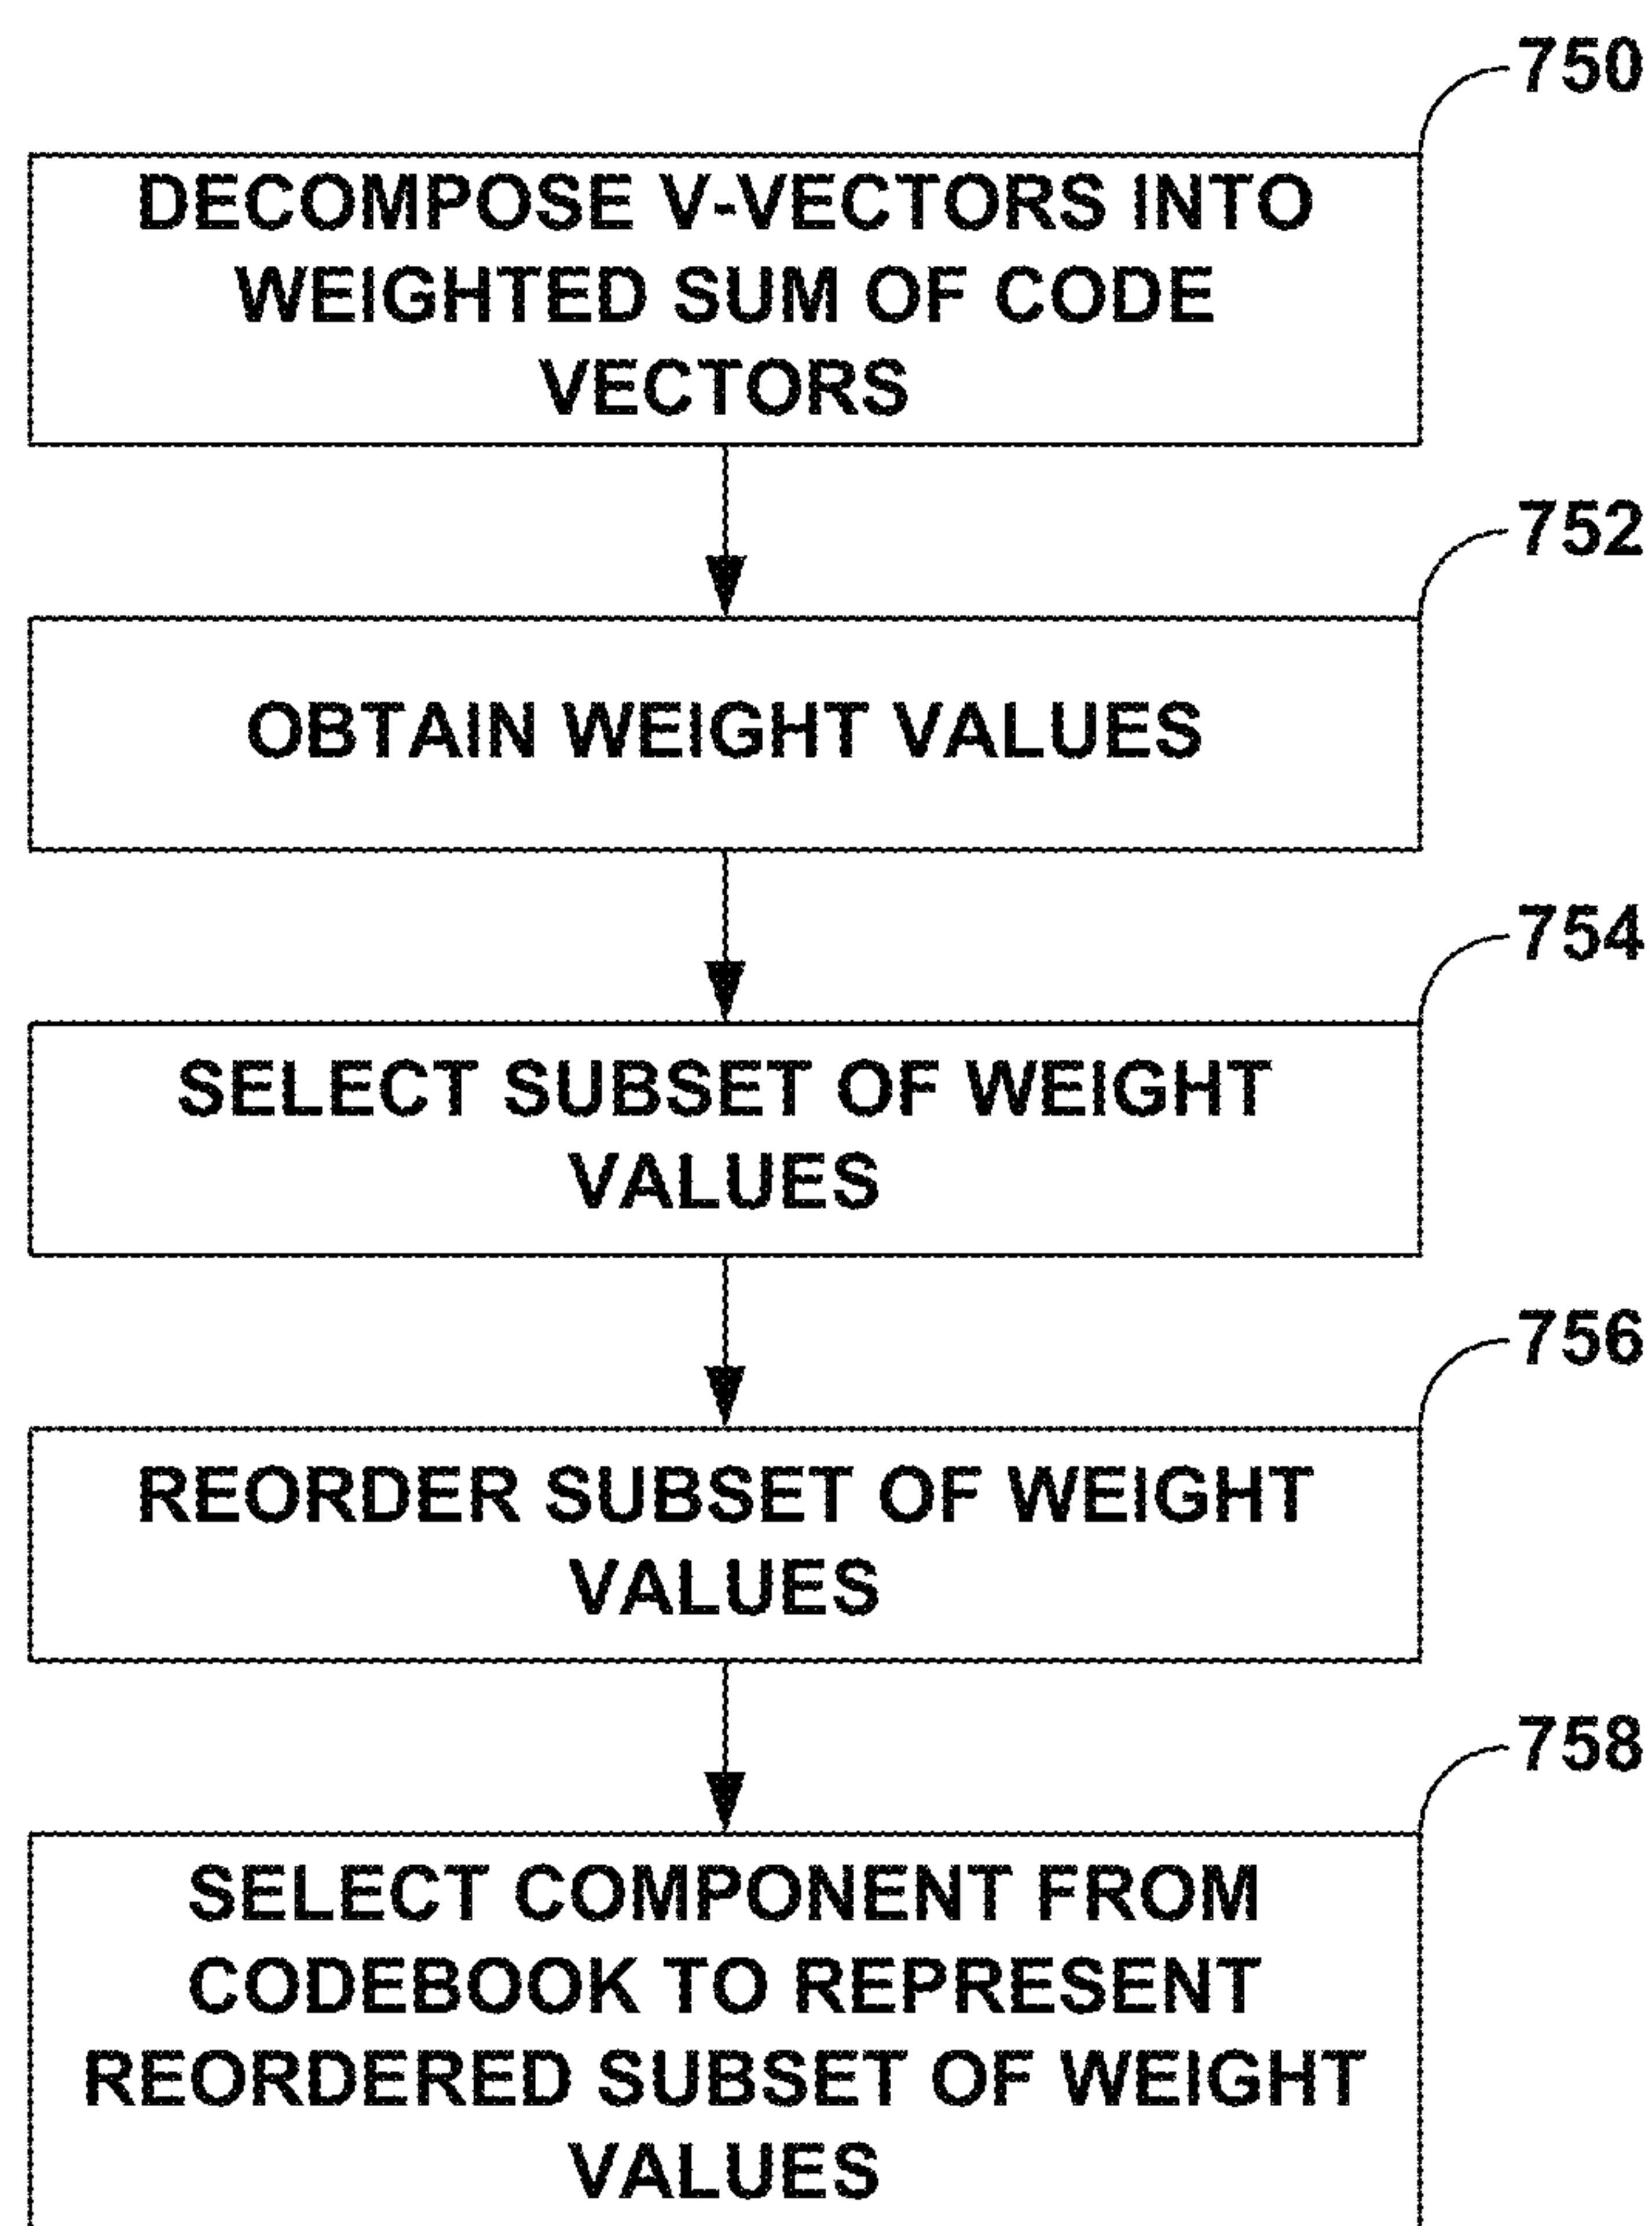 750
DECOMPOSE V-VECTORS INTO
WEIGHTED SUM OF CODE
VECTORS
752
OBTAIN WEIGHT VALUES
754
SELECT SUBSET OF WEIGHT
VALUES
756
REORDER SUBSET OF WEIGHT
VALUES
758
SELECT COMPONENT FROM
CODEBOOK TO REPRESENT
REORDERED SUBSET OF WEIGHT
VALUES